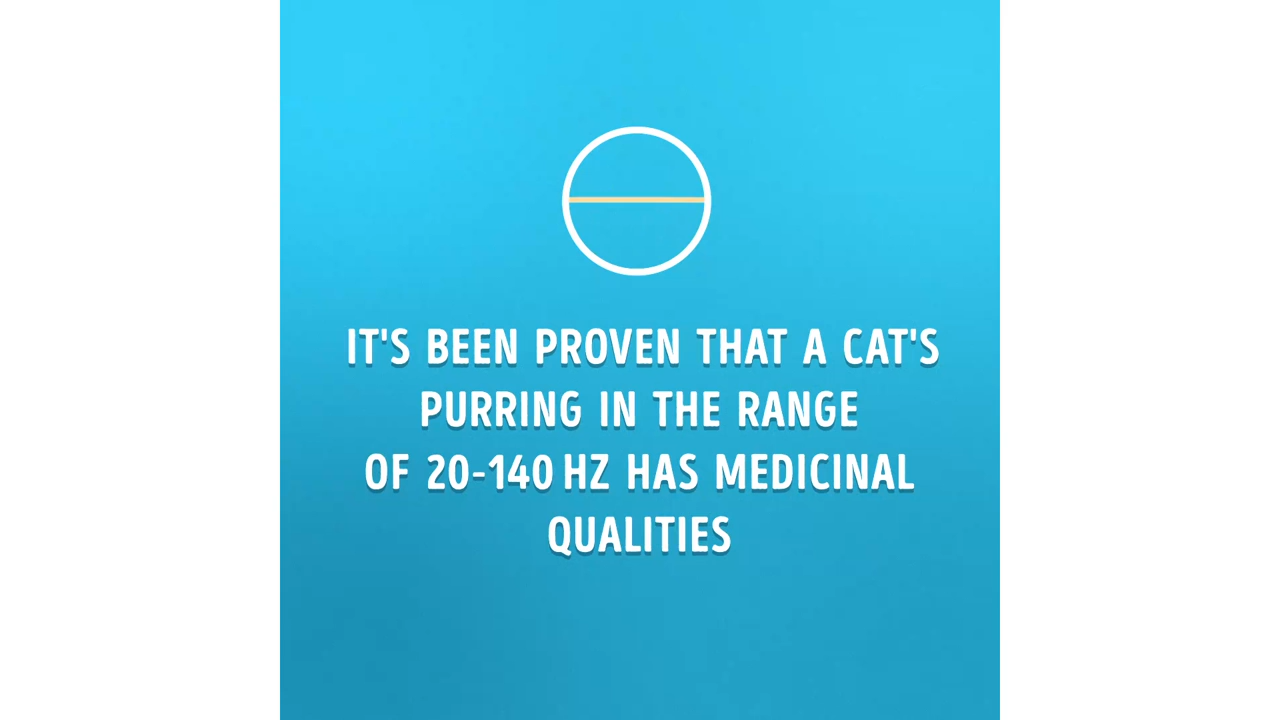 IT'S BEEN PROVEN THAT A CAT'S
PURRING IN THE RANGE
OF 20-140 HZ HAS MEDICINAL
QUALITIES